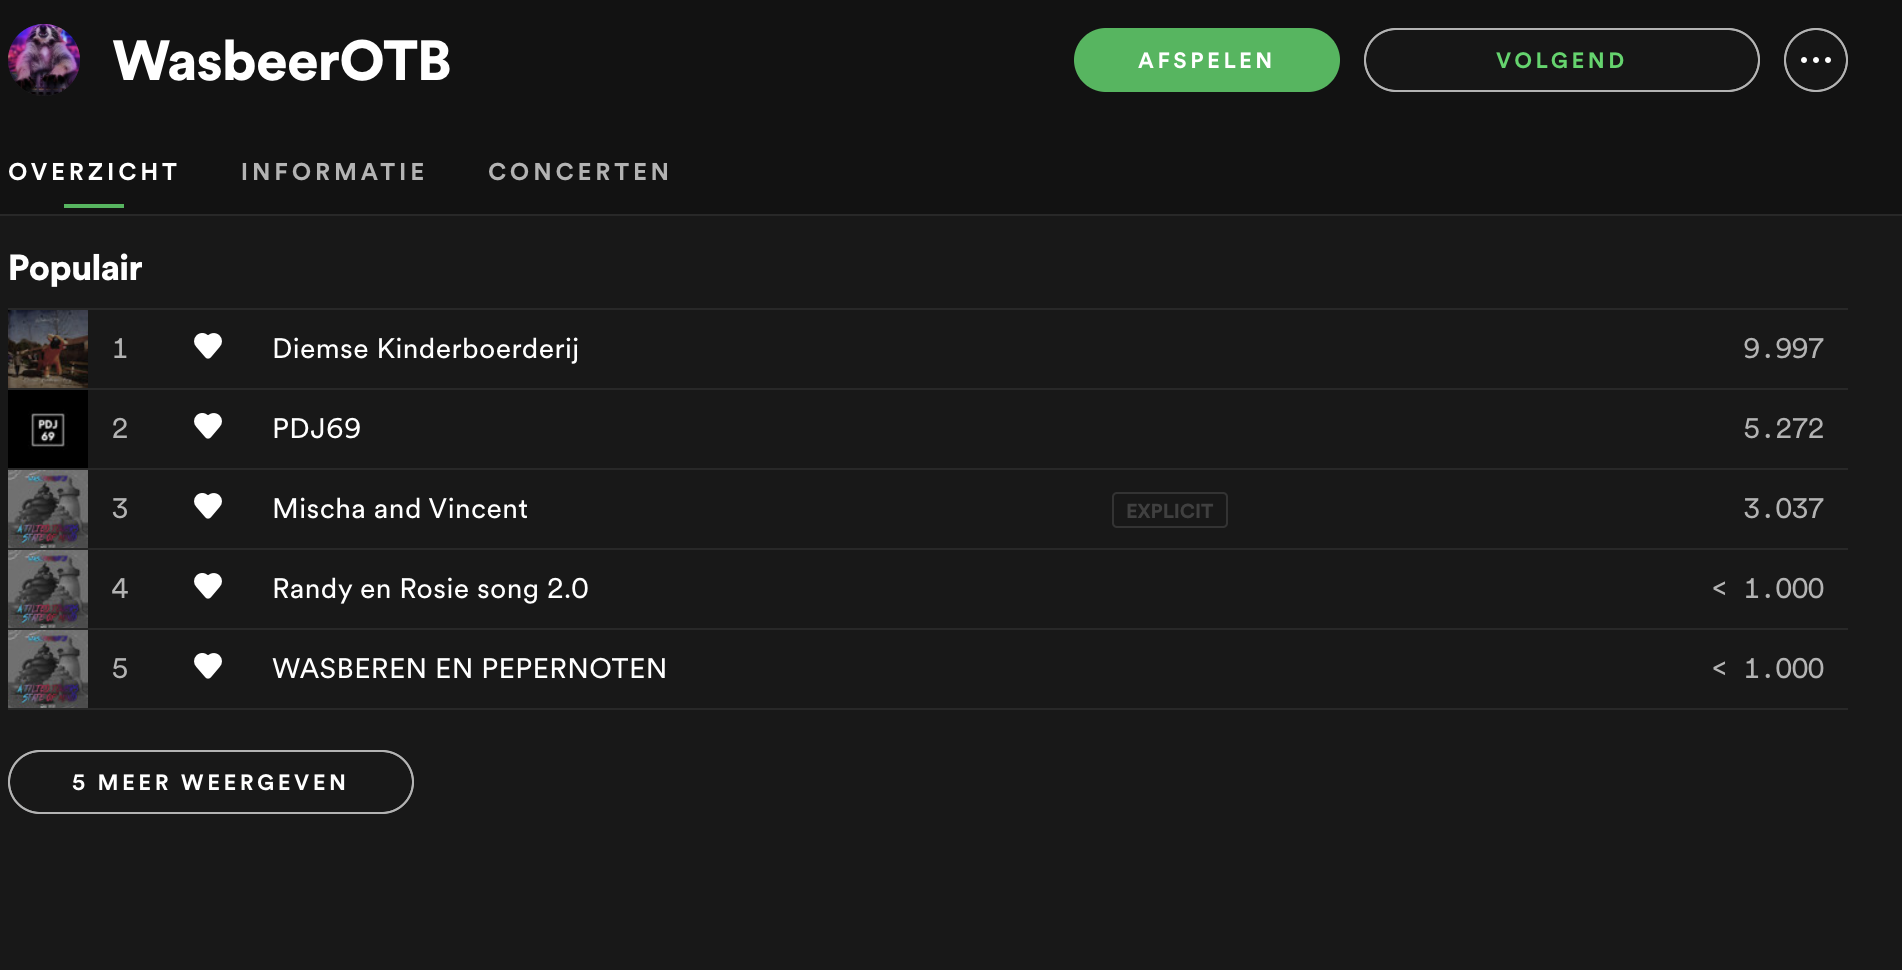 WasbeerOTB
AFSPELEN
VOLGEND
OVERZICHT INFORMATIE CONCERTEN
Populair
1 Diemse Kinderboerderij 9.997
PDJ
69
2 PDJ69 5.272
3 Mischa and Vincent EXPLICIT 3.037
4 Randy en Rosie song 2.0 < 1.000
5 WASBEREN EN PEPERNOTEN < 1.000
5 MEER WEERGEVEN